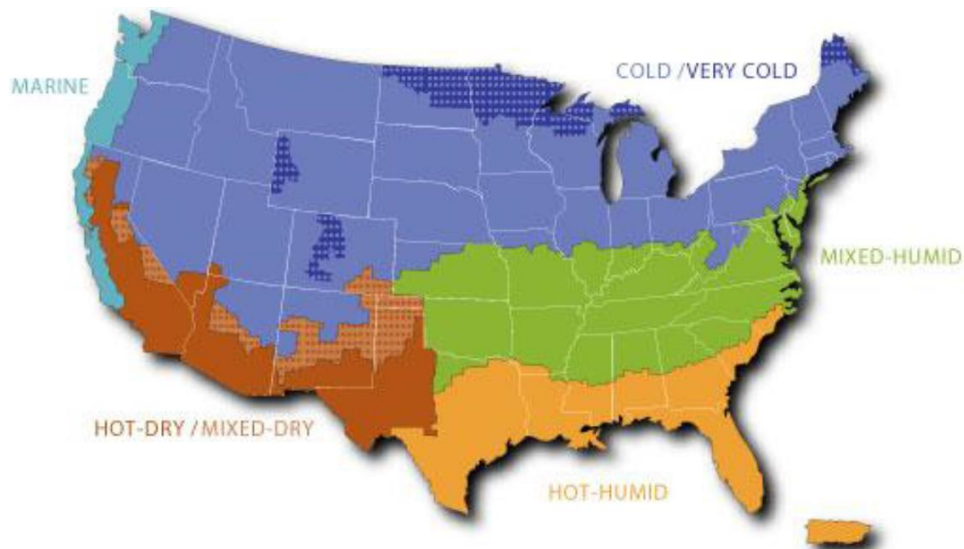 MARINE
COLD /VERY COLD
MIXED-HUMID
HOT-DRY / MIXED-DRY
HOT-HUMID